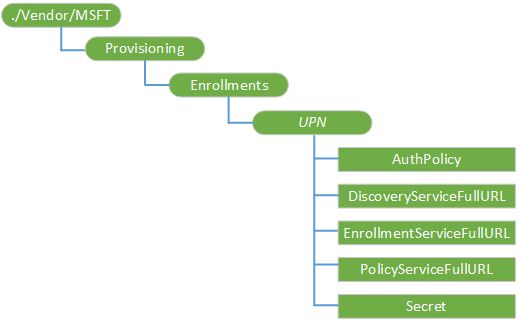 ./Vendor/MSFT
Provisioning
Enrollments
UPN
AuthPolicy
DiscoveryServiceFullURL
EnrollmentServiceFullURL
PolicyServiceFullURL
Secret